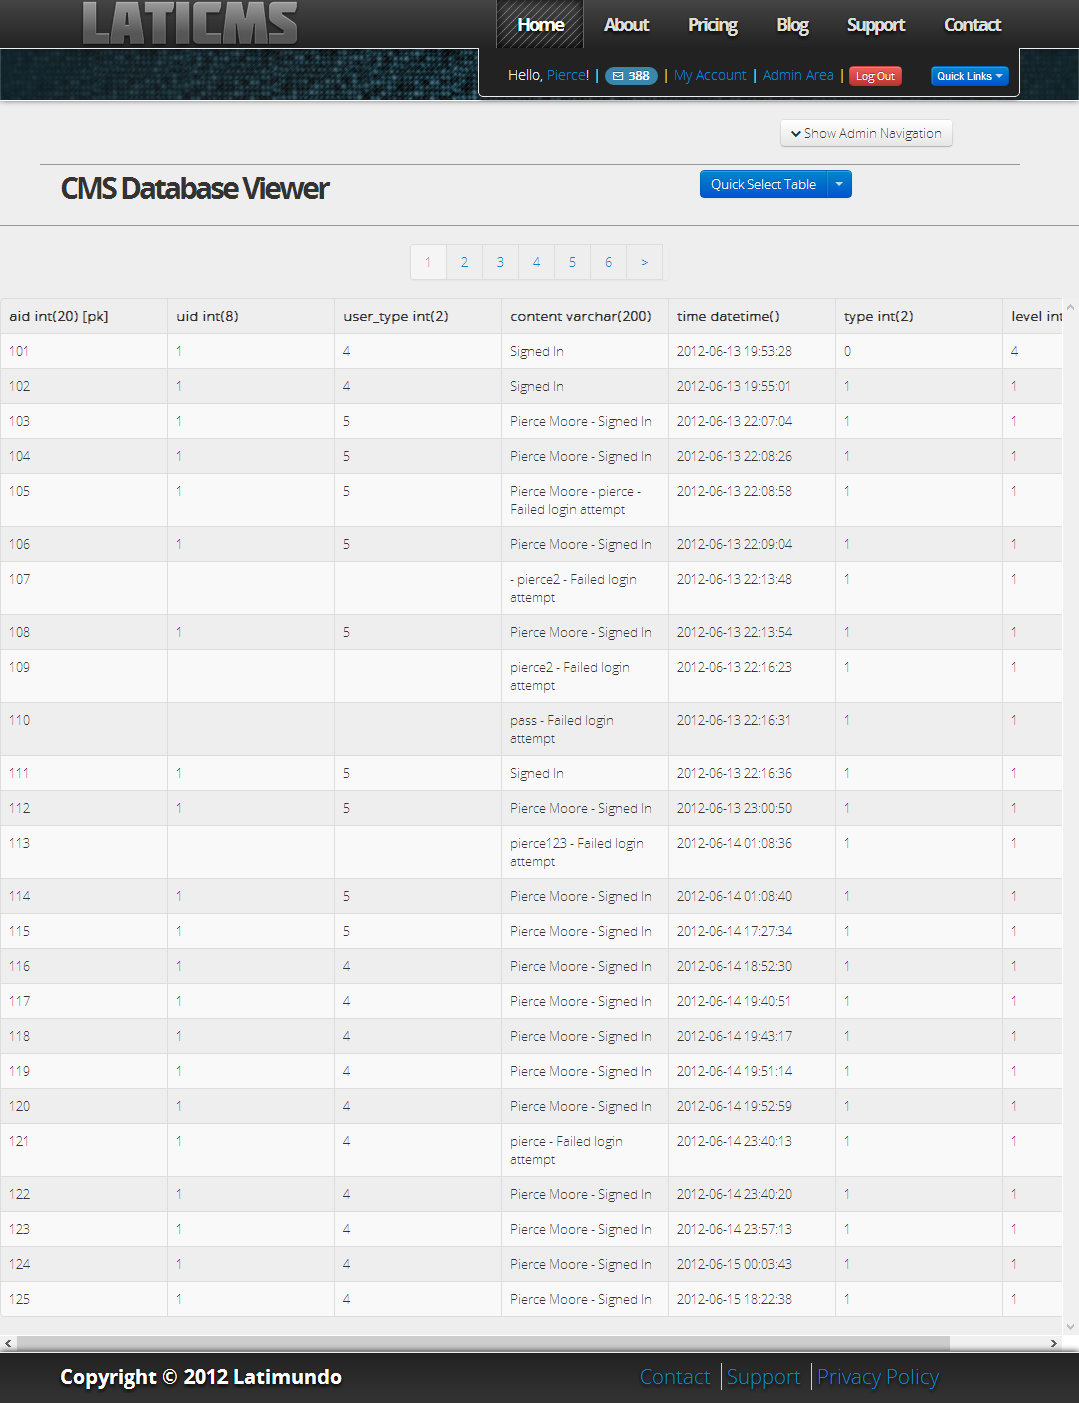 LATICMS
Home About Pricing Blog Support Contact
Hello, Pierce! | 388 | My Account | Admin Area | Log Out Quick Links
Show Admin Navigation
CMS Database Viewer
Quick Select Table
1 2 3 4 5 6 >
aid int(20) [pk] uid int(8) user_type int(2) content varchar(200) time datetime() type int(2) level int
101 1 4 Signed In 2012-06-13 19:53:28 0 4
102 1 4 Signed In 2012-06-13 19:55:01 1 1
103 1 5 Pierce Moore - Signed In 2012-06-13 22:07:04 1 1
104 1 5 Pierce Moore - Signed In 2012-06-13 22:08:26 1 1
105 1 5 Pierce Moore - pierce - 2012-06-13 22:08:58 1 1
Failed login attempt
106 1 5 Pierce Moore - Signed In 2012-06-13 22:09:04 1 1
107 - pierce2 - Failed login 2012-06-13 22:13:48 1 1
attempt
108 1 5 Pierce Moore - Signed In 2012-06-13 22:13:54 1 1
109 pierce2 - Failed login 2012-06-13 22:16:23 1 1
attempt
110 pass - Failed login 2012-06-13 22:16:31 1 1
attempt
111 1 5 Signed In 2012-06-13 22:16:36 1 1
112 1 5 Pierce Moore - Signed In 2012-06-13 23:00:50 1 1
113 pierce123 - Failed login 2012-06-14 01:08:36 1 1
attempt
114 1 5 Pierce Moore - Signed In 2012-06-14 01:08:40 1 1
115 1 5 Pierce Moore - Signed In 2012-06-14 17:27:34 1 1
116 1 4 Pierce Moore - Signed In 2012-06-14 18:52:30 1 1
117 1 4 Pierce Moore - Signed In 2012-06-14 19:40:51 1 1
118 1 4 Pierce Moore - Signed In 2012-06-14 19:43:17 1 1
119 1 4 Pierce Moore - Signed In 2012-06-14 19:51:14 1 1
120 1 4 Pierce Moore - Signed In 2012-06-14 19:52:59 1 1
121 1 4 pierce - Failed login 2012-06-14 23:40:13 1 1
attempt
122 1 4 Pierce Moore - Signed In 2012-06-14 23:40:20 1 1
123 1 4 Pierce Moore - Signed In 2012-06-14 23:57:13 1 1
124 1 4 Pierce Moore - Signed In 2012-06-15 00:03:43 1 1
125 1 4 Pierce Moore - Signed In 2012-06-15 18:22:38 1 1
Copyright © 2012 Latimundo Contact | Support | Privacy Policy